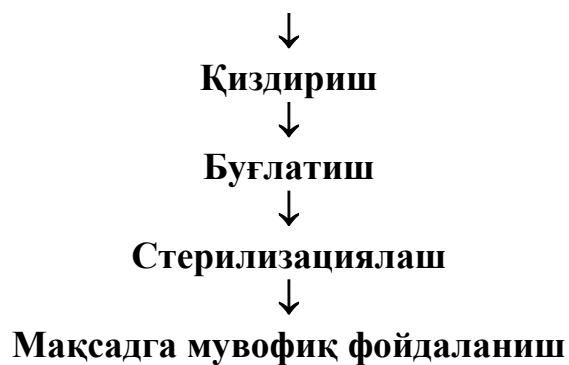 Қиздириш
Буғлатиш
Стерилизациялаш
Мақсадга мувофиқ фойдаланиш